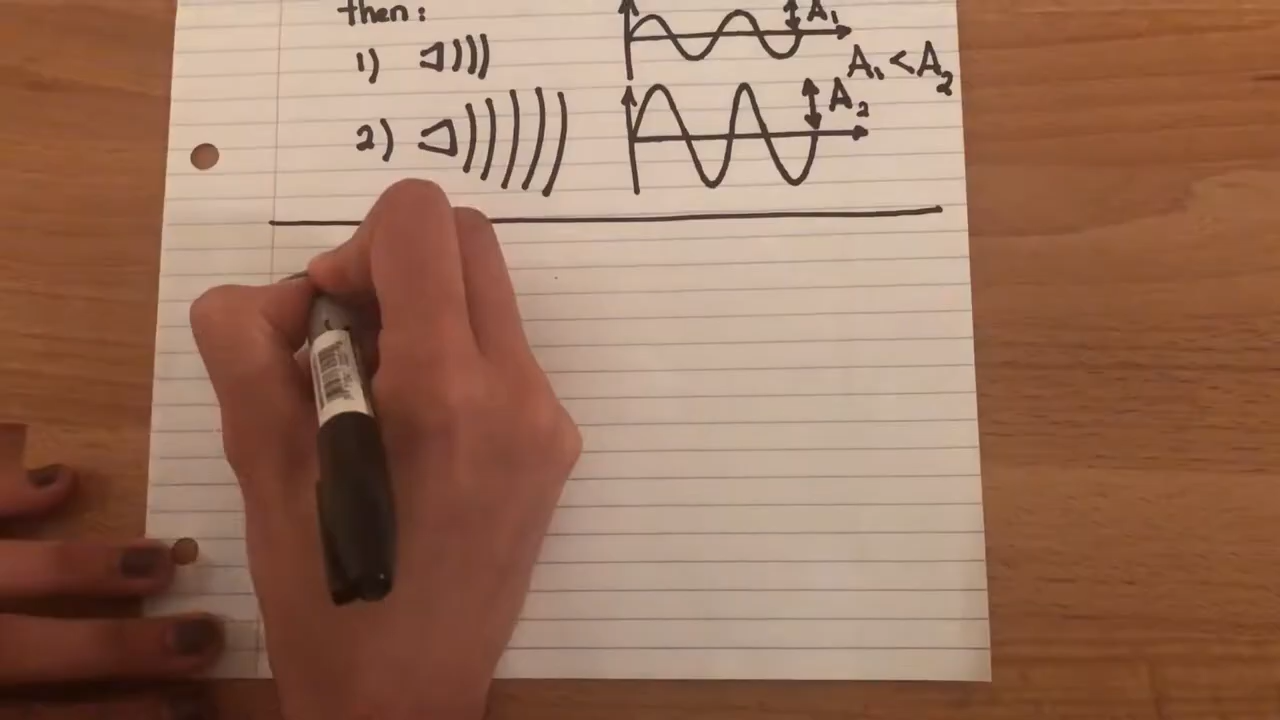 then:
1) A₁
A₁ < A₂
2) A₂